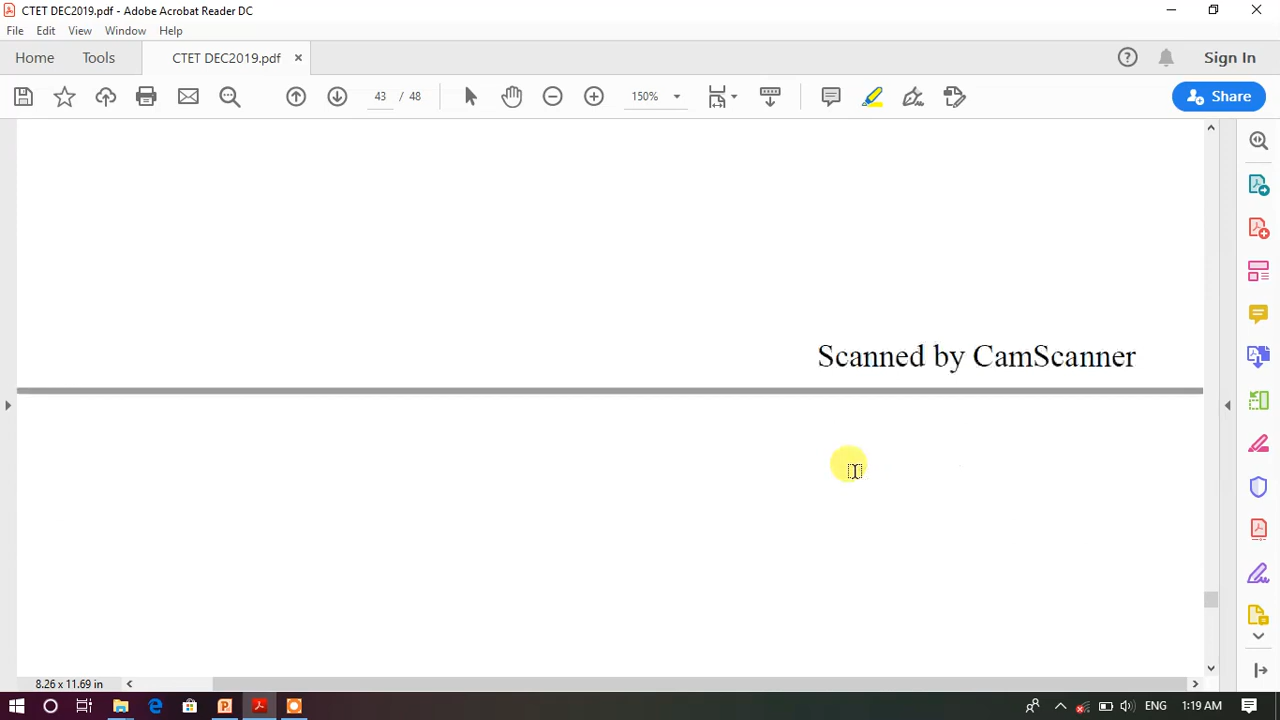 CTET DEC2019.pdf - Adobe Acrobat Reader DC
File Edit View Window Help
Home Tools CTET DEC2019.pdf × Sign In
43 / 48 150% Share
Scanned by CamScanner
8.26 x 11.69 in
ENG 1:19 AM